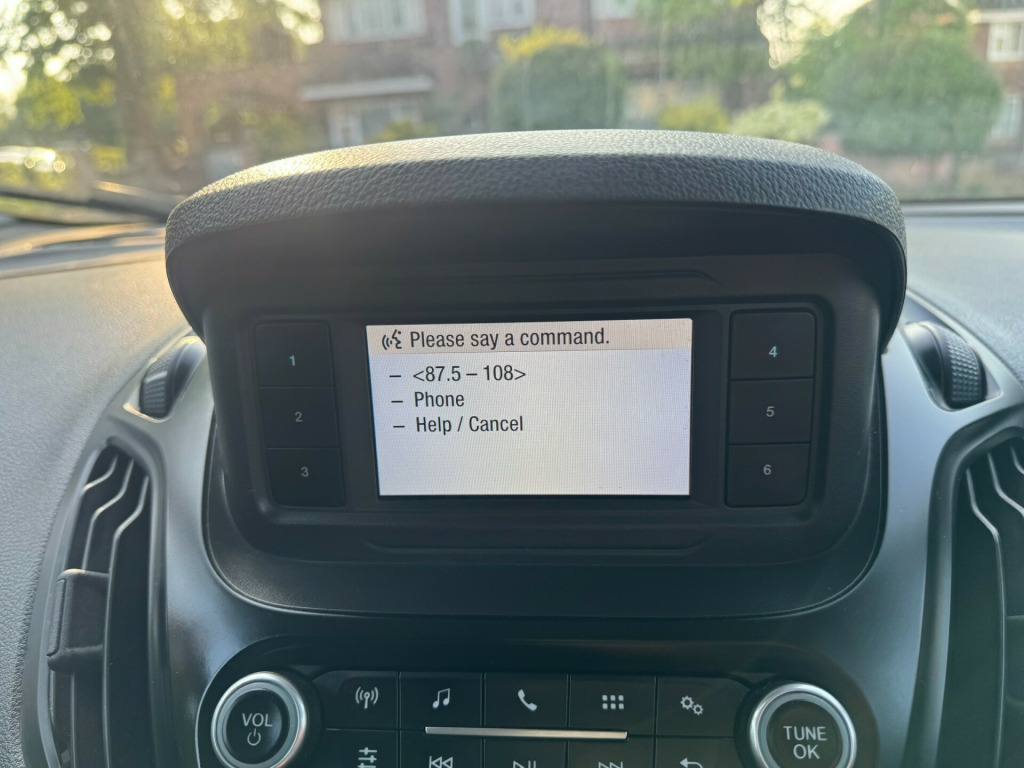 Please say a command.
– <87.5 – 108>
– Phone
– Help / Cancel
1
2
3
4
5
6
VOL
TUNE
OK